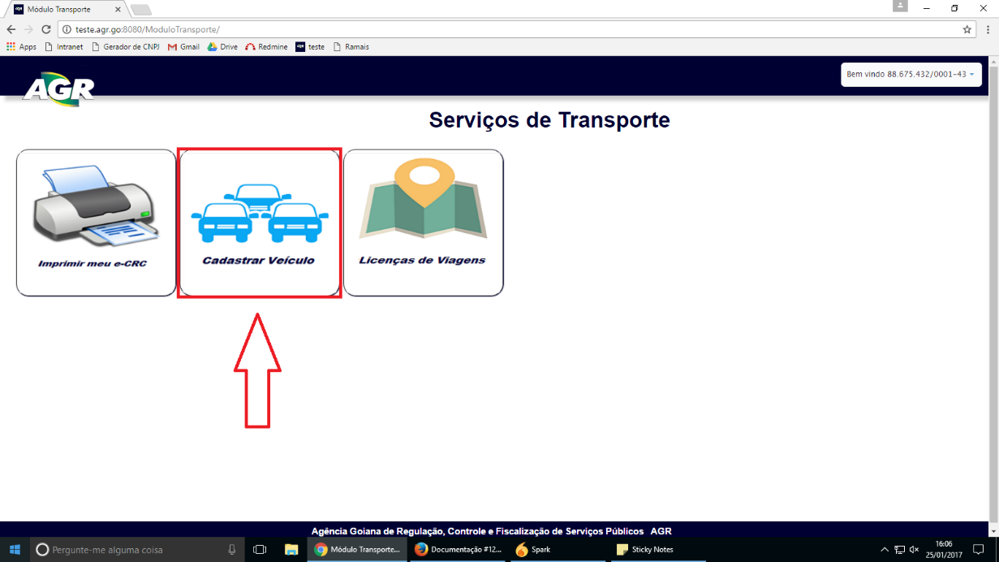 Módulo Transporte
teste.agr.go:8080/ModuloTransporte/
Apps Intranet Gerador de CNPJ Gmail Drive Redmine teste Ramais
AGR
Bem vindo 88.675.432/0001-43
Serviços de Transporte
Imprimir meu e-CRC
Cadastrar Veículo
Licenças de Viagens
Agência Goiana de Regulação, Controle e Fiscalização de Serviços Públicos AGR
Pergunte-me alguma coisa
Módulo Transporte...
Documentação #12...
Spark
Sticky Notes
16:06
25/01/2017